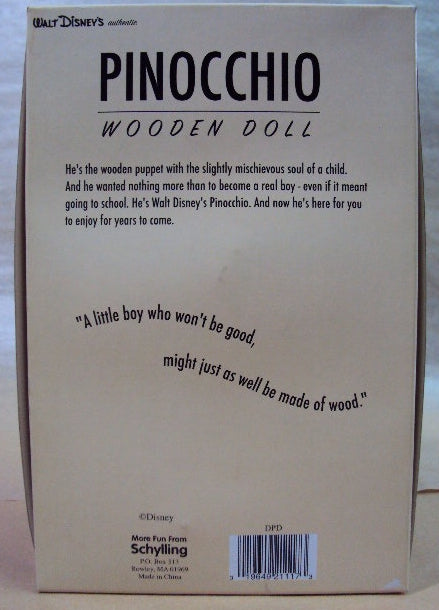 WALT DISNEY'S authentic
PINOCCHIO
WOODEN DOLL
He's the wooden puppet with the slightly mischievous soul of a child.
And he wanted nothing more than to become a real boy - even if it meant
going to school. He's Walt Disney's Pinocchio. And now he's here for you
to enjoy for years to come.
"A little boy who won't be good,
might just as well be made of wood."
©Disney
More Fun From
Schylling
P.O. Box 513
Rowley, MA 01969
Made in China
DPD
3 19649 21117 3